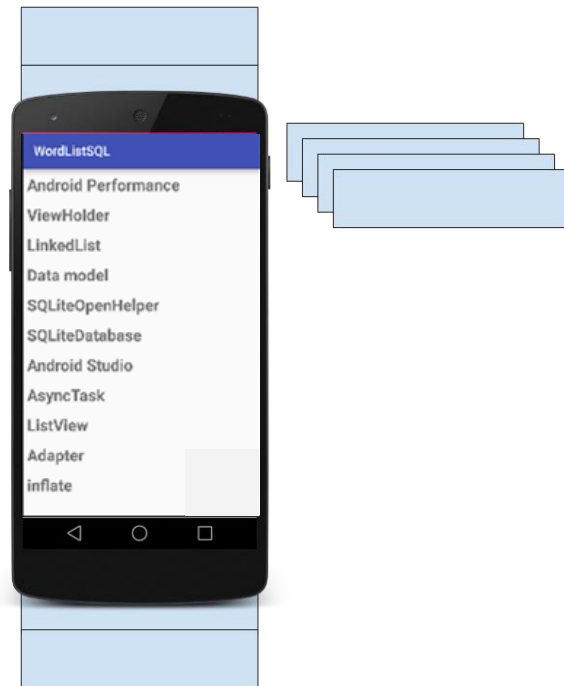 WordListSQL
Android Performance
ViewHolder
LinkedList
Data model
SQLiteOpenHelper
SQLiteDatabase
Android Studio
AsyncTask
ListView
Adapter
inflate